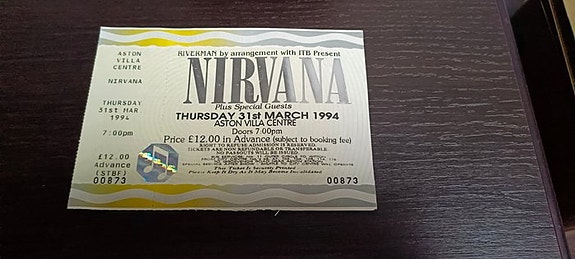 ASTON
VILLA
CENTRE
NIRVANA
THURSDAY
31st MAR
1994
7:00pm
£12.00
Advance
(STBF)
00873
RIVERMAN by arrangement with ITB Present
NIRVANA
Plus Special Guests
THURSDAY 31st MARCH 1994
ASTON VILLA CENTRE
Doors 7:00pm
Price £12.00 in Advance (subject to booking fee)
RIGHT TO REFUSE ADMISSION IS RESERVED.
TICKETS ARE NON REFUNDABLE OR TRANSFERABLE
NO PASSOUTS WILL BE ISSUED.
This Ticket Is Security Printed
Please Keep It Dry As It May Become Invalidated
00873